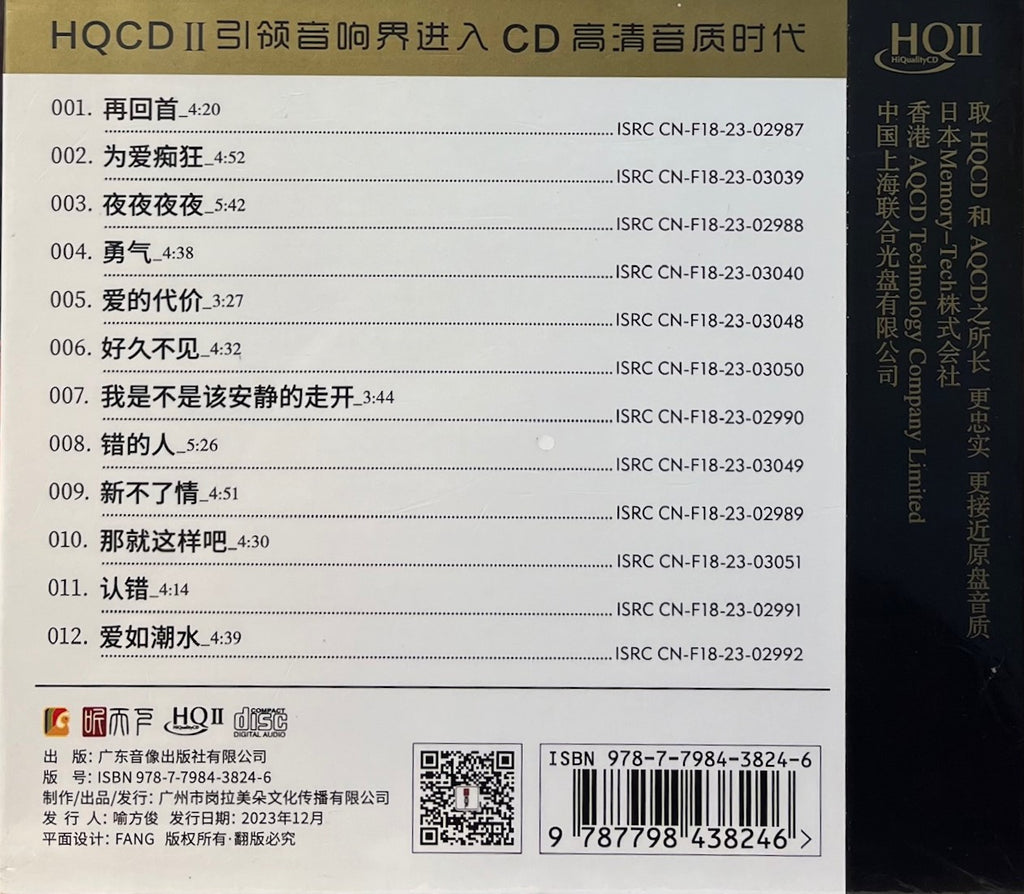 HQCD II 引领音响界进入 CD 高清音质时代
001. 再回首_4:20
ISRC CN-F18-23-02987
002. 为爱痴狂_4:52
ISRC CN-F18-23-03039
003. 夜夜夜夜_5:42
ISRC CN-F18-23-02988
004. 勇气_4:38
ISRC CN-F18-23-03040
005. 爱的代价_3:27
ISRC CN-F18-23-03048
006. 好久不见_4:32
ISRC CN-F18-23-03050
007. 我是不是该安静的走开_3:44
ISRC CN-F18-23-02990
008. 错的人_5:26
ISRC CN-F18-23-03049
009. 新不了情_4:51
ISRC CN-F18-23-02989
010. 那就这样吧_4:30
ISRC CN-F18-23-03051
011. 认错_4:14
ISRC CN-F18-23-02991
012. 爱如潮水_4:39
ISRC CN-F18-23-02992
HQ II
HiQualityCD
COMPACT
disc
DIGITAL AUDIO
出 版: 广东音像出版社有限公司
版 号: ISBN 978-7-7984-3824-6
制作/出品/发行: 广州市岗拉美朵文化传播有限公司
发 行 人: 喻方俊 发行日期: 2023年12月
平面设计: FANG 版权所有·翻版必究
ISBN 978-7-7984-3824-6
9 787798 438246 >
HQ II
HiQualityCD
取 HQCD 和 AQCD之所长 更忠实 更接近原盘音质
日本Memory-Tech株式会社
香港 AQCD Technology Company Limited
中国上海联合光盘有限公司